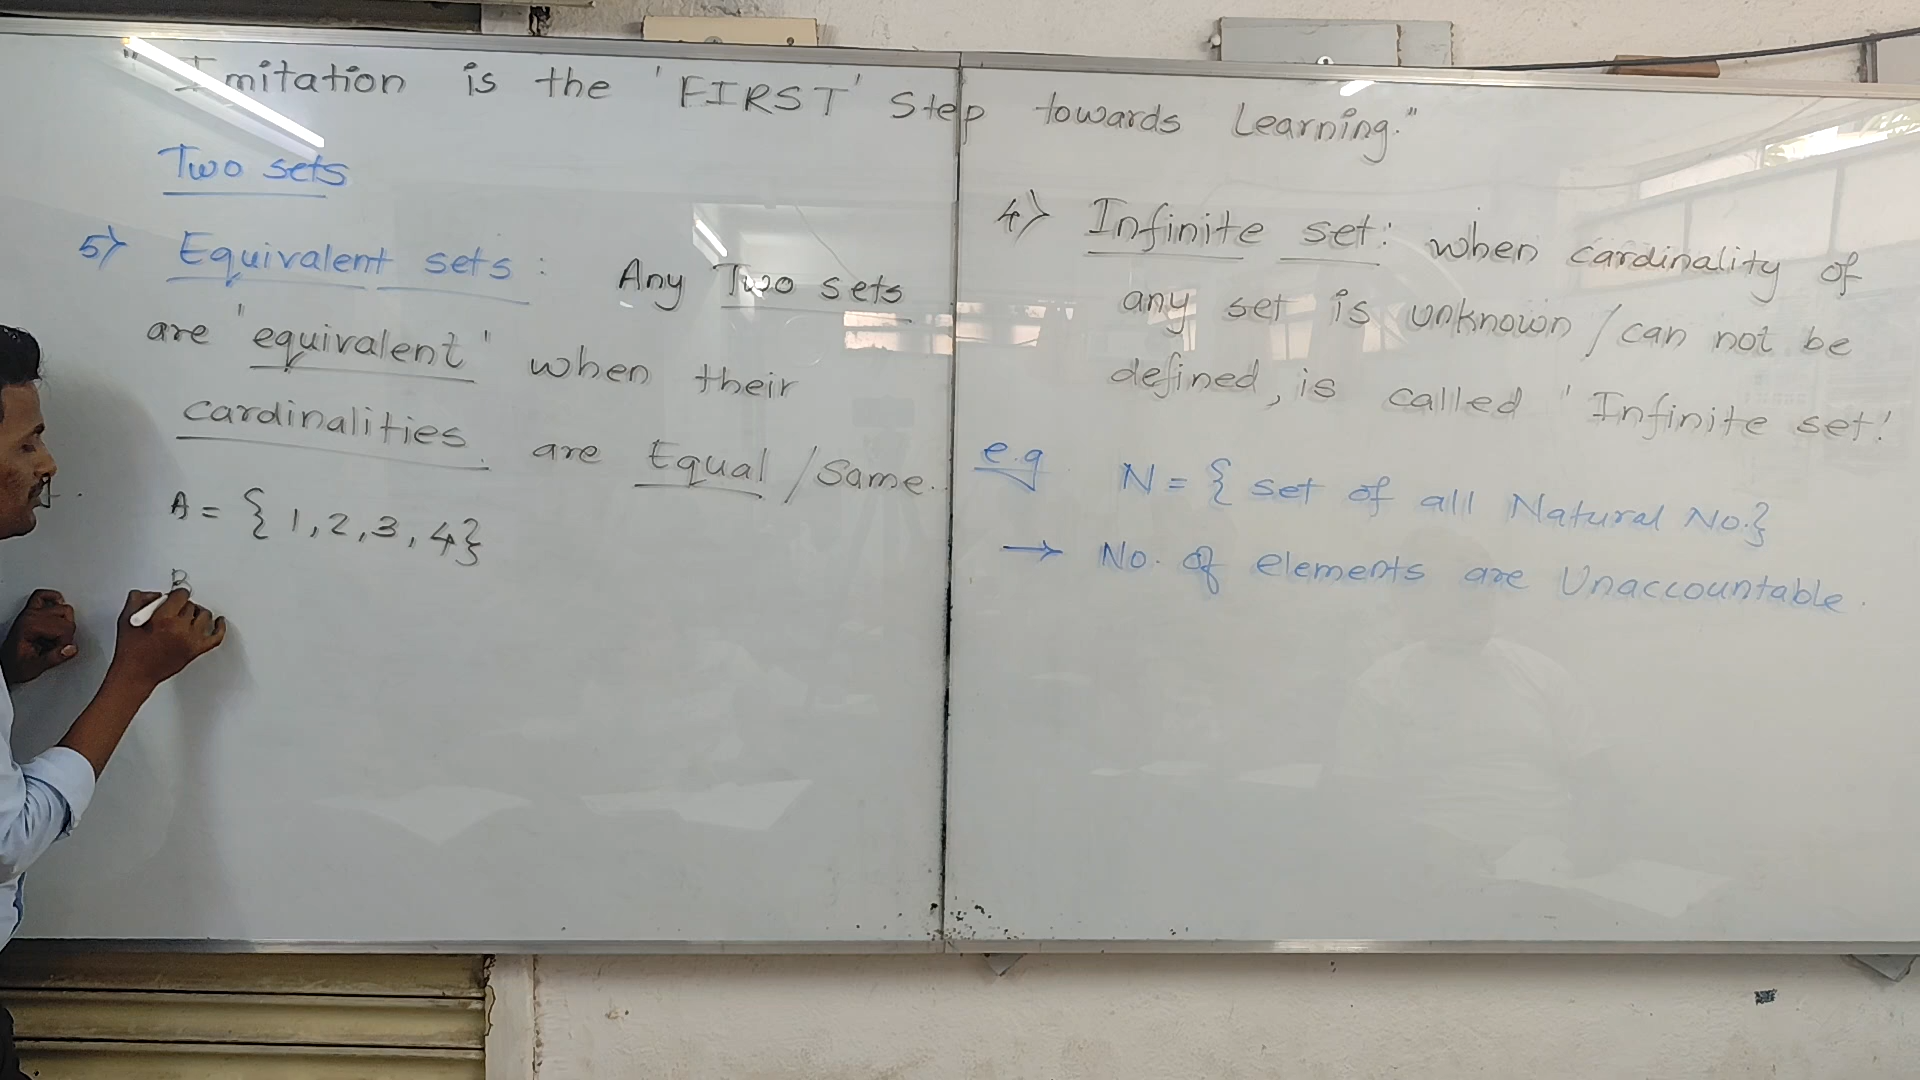 " Imitation is the 'FIRST' Step towards Learning."
Two sets
5) Equivalent sets : Any Two sets
are 'equivalent' when their
cardinalities are Equal / Same.
A = { 1, 2, 3, 4}
B
4) Infinite set: when cardinality of
any set is unknown / can not be
defined, is called 'Infinite set'
e.g N = { set of all Natural No.}
→ No. of elements are Unaccountable.